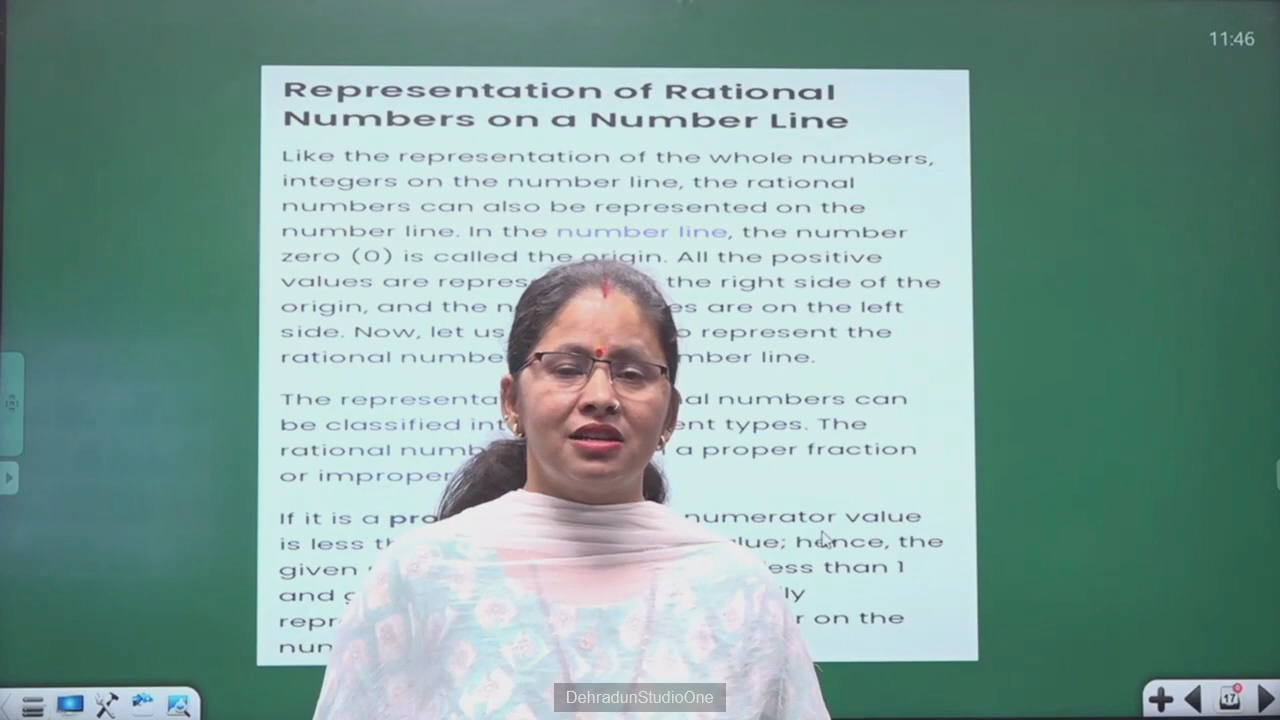 11:46
Representation of Rational
Numbers on a Number Line
Like the representation of the whole numbers,
integers on the number line, the rational
numbers can also be represented on the
number line. In the number line, the number
zero (0) is called the origin. All the positive
values are repres the right side of the
origin, and the n es are on the left
side. Now, let us o represent the
rational numbe mber line.
The representa al numbers can
be classified int ent types. The
rational numb a proper fraction
or improper
If it is a pro numerator value
is less th lue; hence, the
given ess than 1
and g ly
repr r on the
num
17
DehradunStudioOne